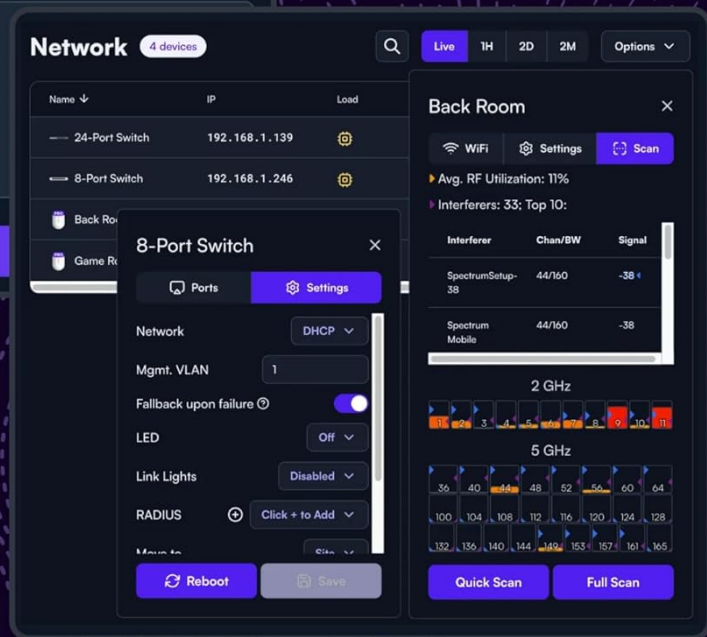 Network
4 devices
Live 1H 2D 2M
Options
Name IP Load
24-Port Switch 192.168.1.139
8-Port Switch 192.168.1.246
Back
Game
8-Port Switch
Ports Settings
Network DHCP
Mgmt. VLAN 1
Fallback upon failure
LED Off
Link Lights Disabled
RADIUS Click + to Add
Move to Site
Reboot Save
Back Room
WiFi Settings Scan
Avg. RF Utilization: 11%
Interferers: 33; Top 10:
Interferer Chan/BW Signal
SpectrumSetup- 44/160 -38
38
Spectrum 44/160 -38
Mobile
2 GHz
1 2 3 4 5 6 7 8 9 10 11
5 GHz
36 40 44 48 52 56 60 64
100 104 108 112 116 120 124 128
132 136 140 144 149 153 157 161 165
Quick Scan Full Scan